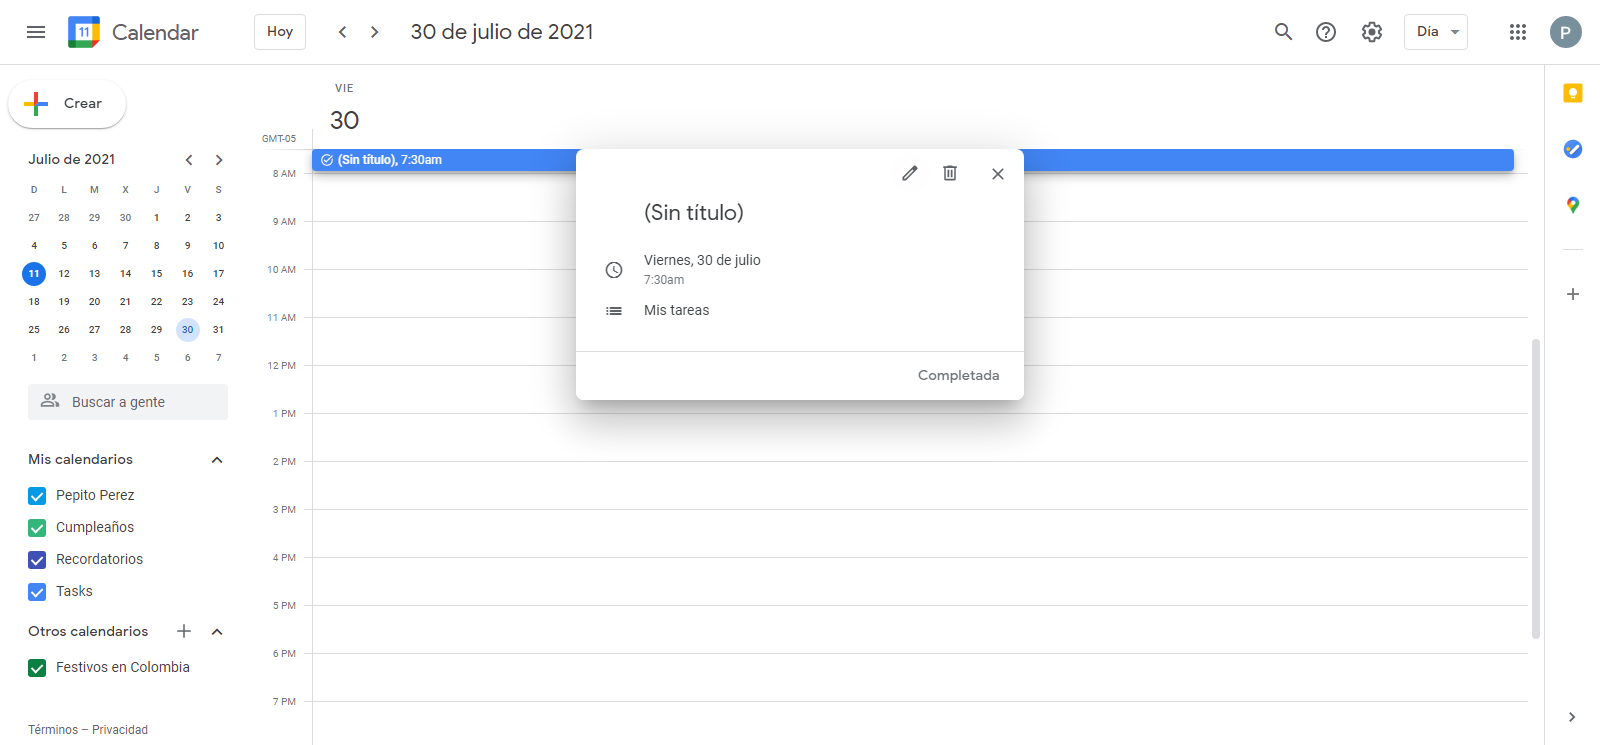 11 Calendar Hoy 30 de julio de 2021 Día P
Crear
VIE
30
GMT-05
Julio de 2021
D L M X J V S
27 28 29 30 1 2 3
4 5 6 7 8 9 10
11 12 13 14 15 16 17
18 19 20 21 22 23 24
25 26 27 28 29 30 31
1 2 3 4 5 6 7
Buscar a gente
Mis calendarios
Pepito Perez
Cumpleaños
Recordatorios
Tasks
Otros calendarios
Festivos en Colombia
Términos – Privacidad
(Sin título), 7:30am
8 AM
9 AM
10 AM
11 AM
12 PM
1 PM
2 PM
3 PM
4 PM
5 PM
6 PM
7 PM
(Sin título)
Viernes, 30 de julio
7:30am
Mis tareas
Completada